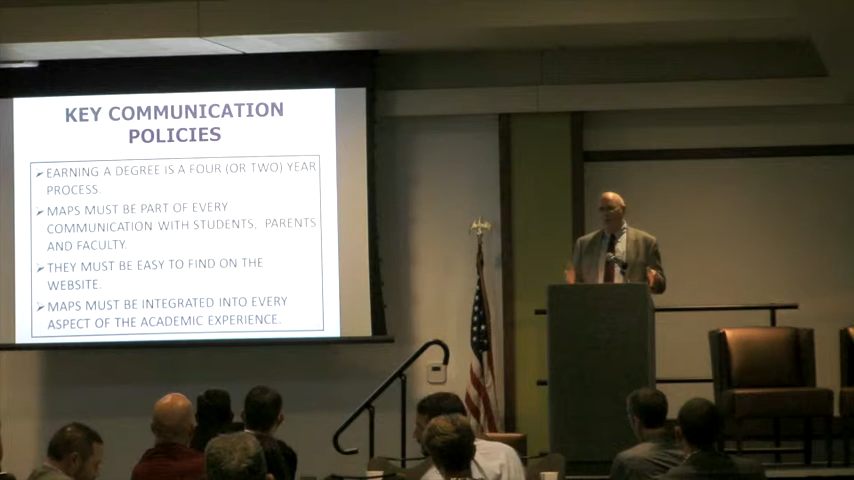 KEY COMMUNICATION
POLICIES
➢EARNING A DEGREE IS A FOUR (OR TWO) YEAR
PROCESS.
➢MAPS MUST BE PART OF EVERY
COMMUNICATION WITH STUDENTS, PARENTS
AND FACULTY.
➢THEY MUST BE EASY TO FIND ON THE
WEBSITE.
➢MAPS MUST BE INTEGRATED INTO EVERY
ASPECT OF THE ACADEMIC EXPERIENCE.